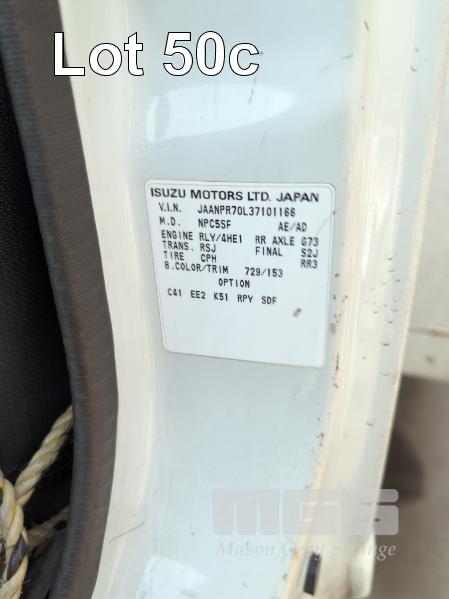 Lot 50c
ISUZU MOTORS LTD. JAPAN
V.I.N. JAANPR70L37101166
M.D. NPC5SF AE/AD
ENGINE RLY/4HE1 RR AXLE G73
TRANS. RSJ FINAL S2J
TIRE CPH RR3
B.COLOR/TRIM 729/153
OPTION
C41 EE2 K51 RPY SDF
MGS
Mason Gray Strange